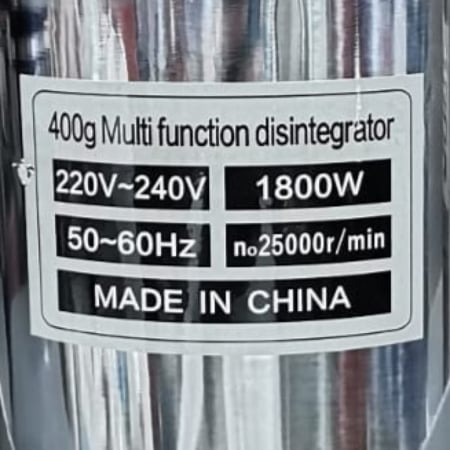 400g Multi function disintegrator
220V~240V 1800W
50~60Hz no25000r/min
MADE IN CHINA